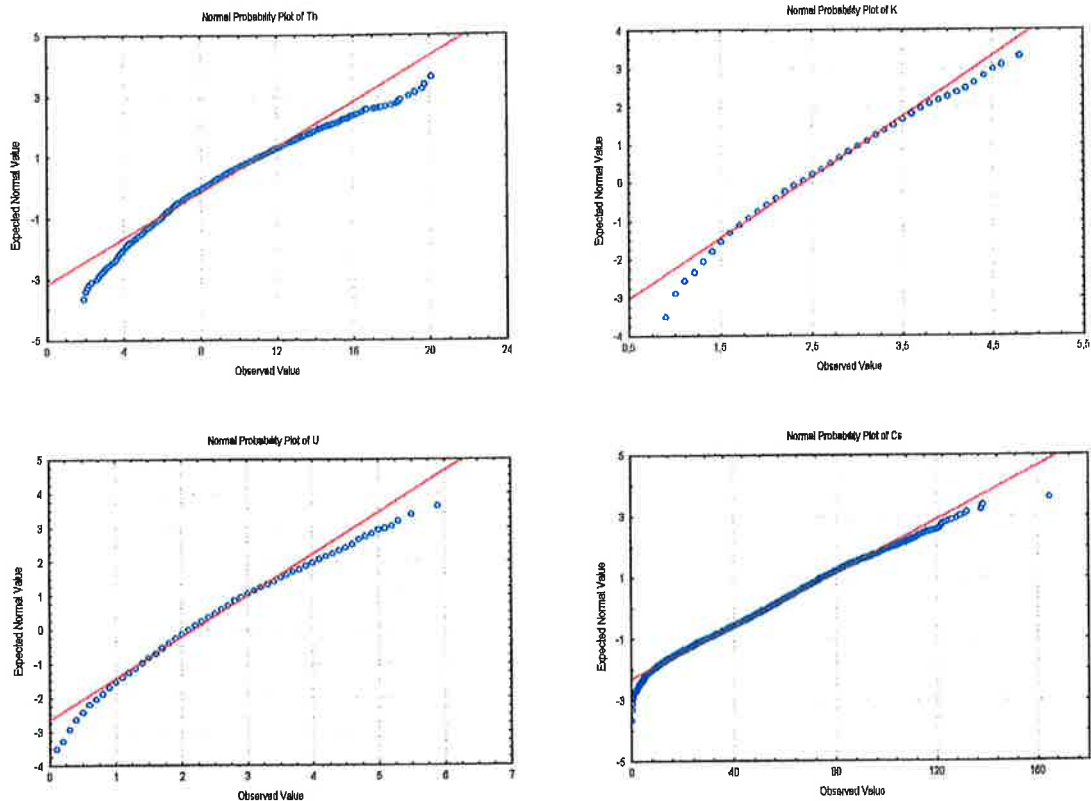 Normal Probability Plot of Th
Expected Normal Value
5
3
1
-1
-3
-5
0 4 8 12 16 20 24
Observed Value
Normal Probability Plot of K
Expected Normal Value
4
3
2
1
0
-1
-2
-3
-4
0,5 1,5 2,5 3,5 4,5 5,5
Observed Value
Normal Probability Plot of U
Expected Normal Value
5
4
3
2
1
0
-1
-2
-3
-4
0 1 2 3 4 5 6 7
Observed Value
Normal Probability Plot of Cs
Expected Normal Value
5
3
1
-1
-3
-5
0 40 80 120 160
Observed Value